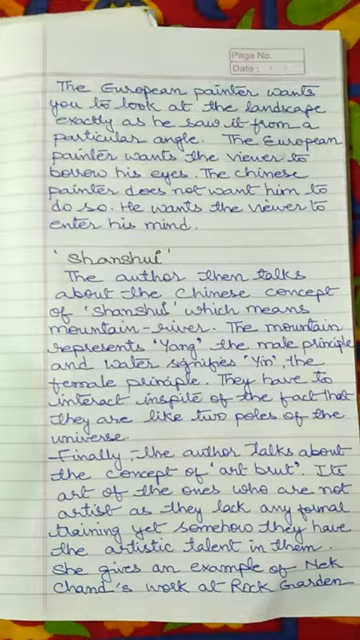 Page No.
Date :
The European painter wants
you to look at the landscape
exactly as he saw it from a
particular angle. The European
painter wants the viewer to
borrow his eyes. The Chinese
painter does not want him to
do so. He wants the viewer to
enter his mind.
'Shanshui'
The author then talks
about the Chinese concept
of 'Shanshui' which means
mountain-river. The mountain
represents 'Yang', the male principle
and water signifies 'Yin', the
female principle. They have to
interact inspite of the fact that
they are like two poles of the
universe.
Finally the author talks about
the concept of 'art brut'. Its
art of the ones who are not
artist as they lack any formal
training yet somehow they have
the artistic talent in them.
She gives an example of Nek
Chand's work at Rock Garden